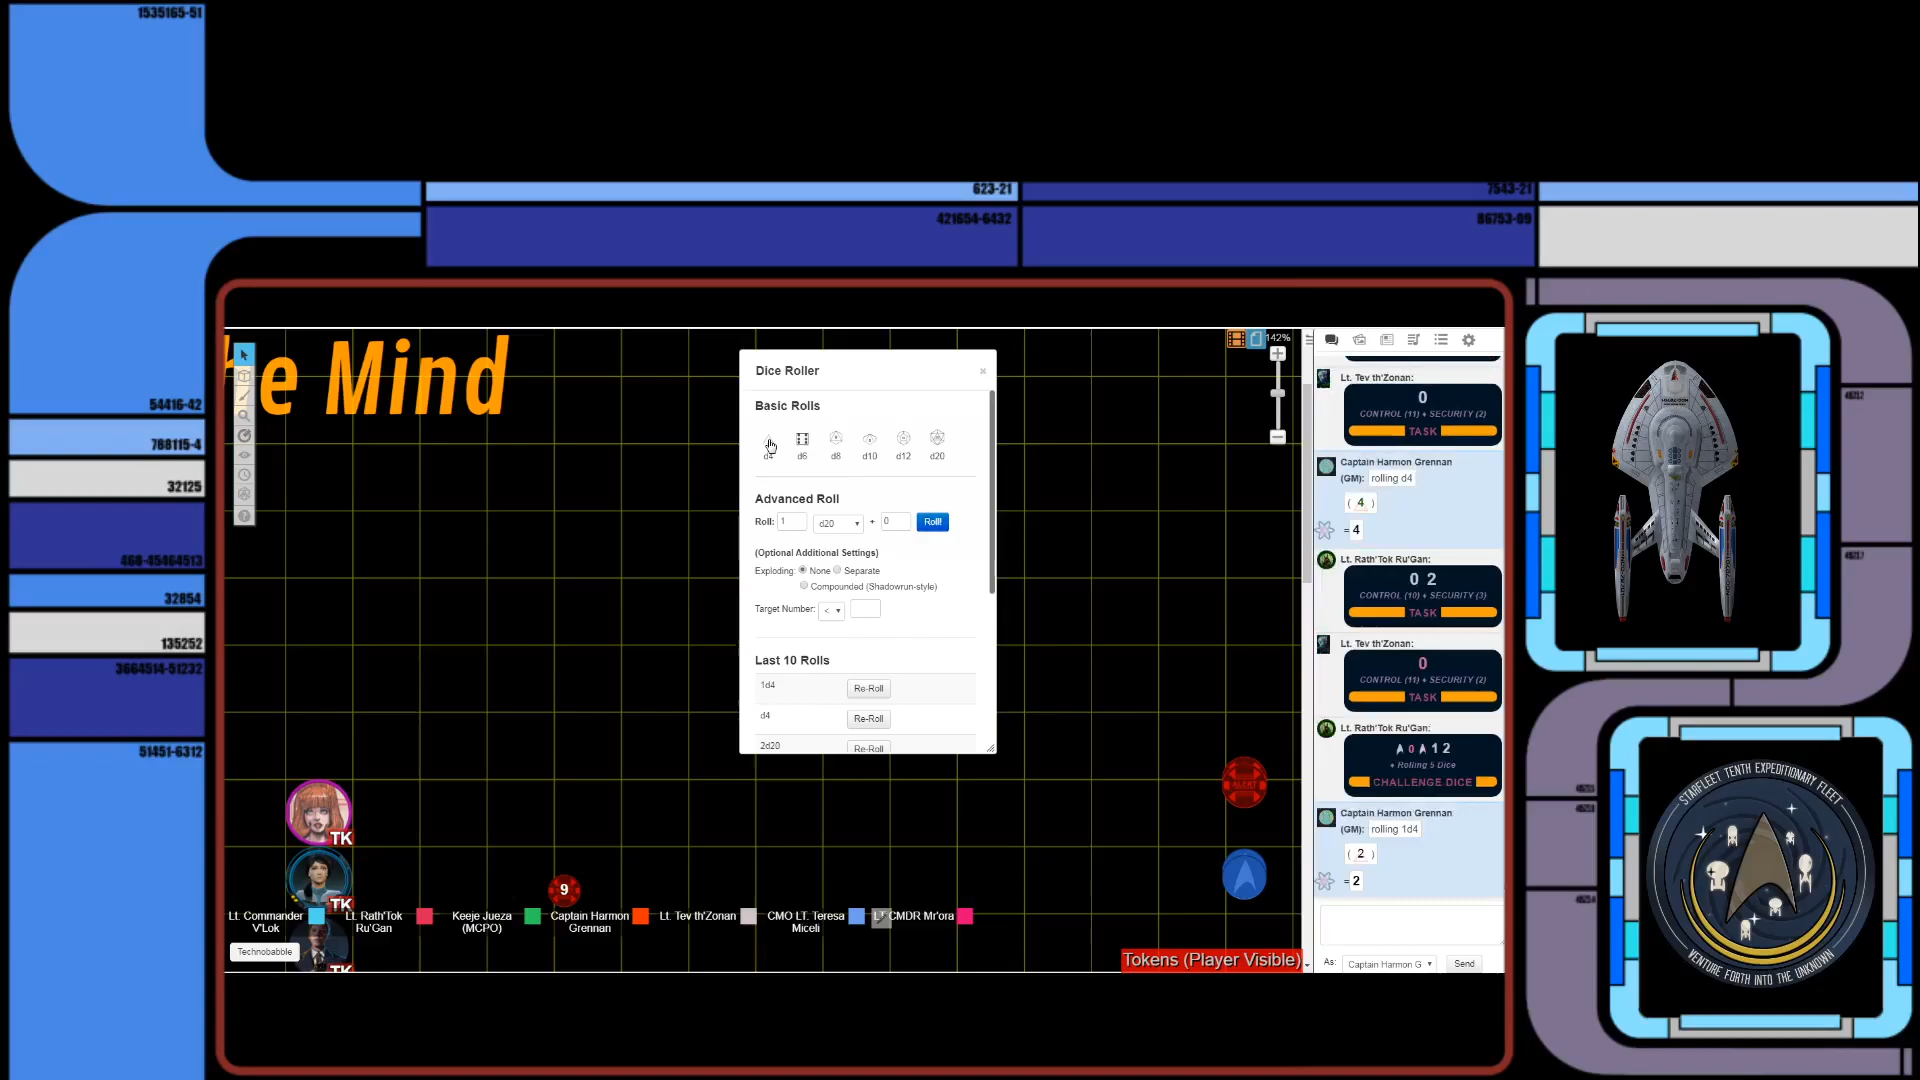 1535165-51
623-21
7543-21
421654-6432
86753-09
54416-42
788115-4
32125
468-45464513
32854
135252
3664514-51232
51451-6312
he Mind
142%
Dice Roller
Basic Rolls
d4 d6 d8 d10 d12 d20
Advanced Roll
Roll: 1 d20 + 0 Roll!
(Optional Additional Settings)
Exploding: None Separate
Compounded (Shadowrun-style)
Target Number: <
Last 10 Rolls
1d4 Re-Roll
d4 Re-Roll
2d20 Re-Roll
Lt. Tev th'Zonan:
0
CONTROL (11) ♦ SECURITY (2)
TASK
Captain Harmon Grennan
(GM): rolling d4
( 4 )
=4
Lt. Rath'Tok Ru'Gan:
0 2
CONTROL (10) ♦ SECURITY (3)
TASK
Lt. Tev th'Zonan:
0
CONTROL (11) ♦ SECURITY (2)
TASK
Lt. Rath'Tok Ru'Gan:
0 1 2
♦ Rolling 5 Dice
CHALLENGE DICE
Captain Harmon Grennan
(GM): rolling 1d4
( 2 )
=2
As: Captain Harmon G Send
ALERT
TK
TK
TK
9
Lt. Commander V'Lok
Lt. Rath'Tok Ru'Gan
Keeje Jueza (MCPO)
Captain Harmon Grennan
Lt. Tev th'Zonan
CMO LT. Teresa Miceli
LT CMDR Mr'ora
Technobabble
Tokens (Player Visible)
STARFLEET TENTH EXPEDITIONARY FLEET
VENTURE FORTH INTO THE UNKNOWN